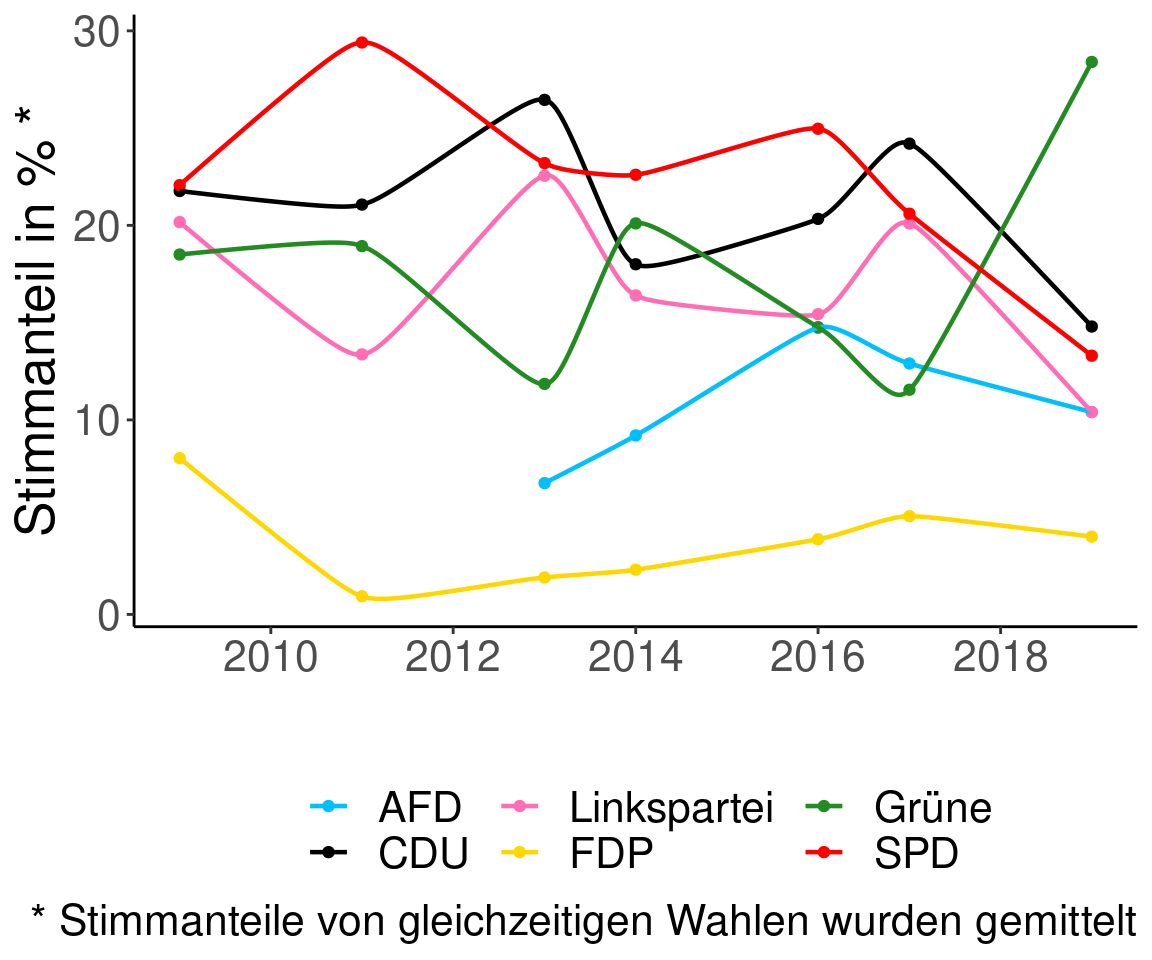 30
20
10
0
Stimmanteil in % *
2010 2012 2014 2016 2018
AFD Linkspartei Grüne
CDU FDP SPD
* Stimmanteile von gleichzeitigen Wahlen wurden gemittelt